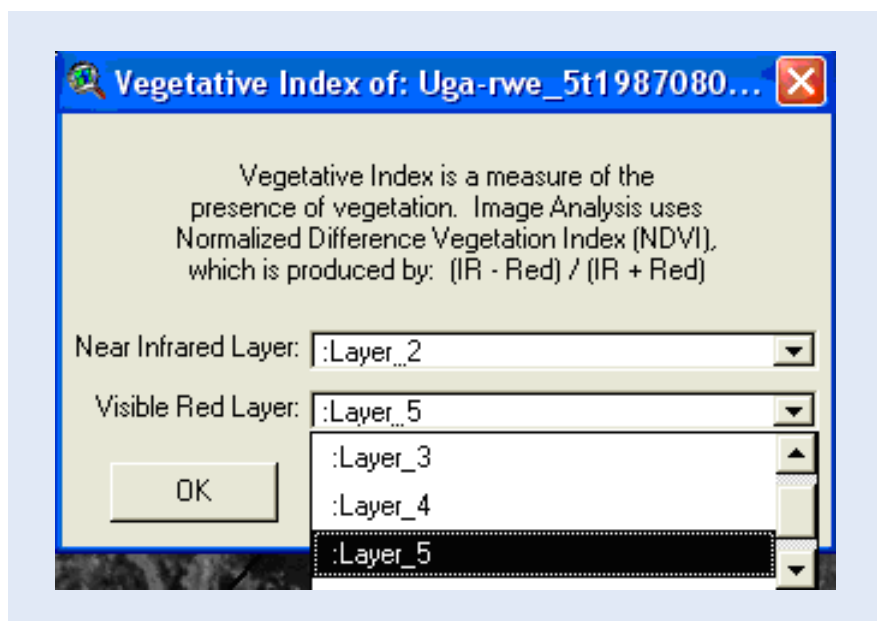 Vegetative Index of: Uga-rwe_5t1987080...
Vegetative Index is a measure of the
presence of vegetation. Image Analysis uses
Normalized Difference Vegetation Index (NDVI),
which is produced by: (IR - Red) / (IR + Red)
Near Infrared Layer: :Layer_2
Visible Red Layer: :Layer_5
:Layer_3
:Layer_4
:Layer_5
OK